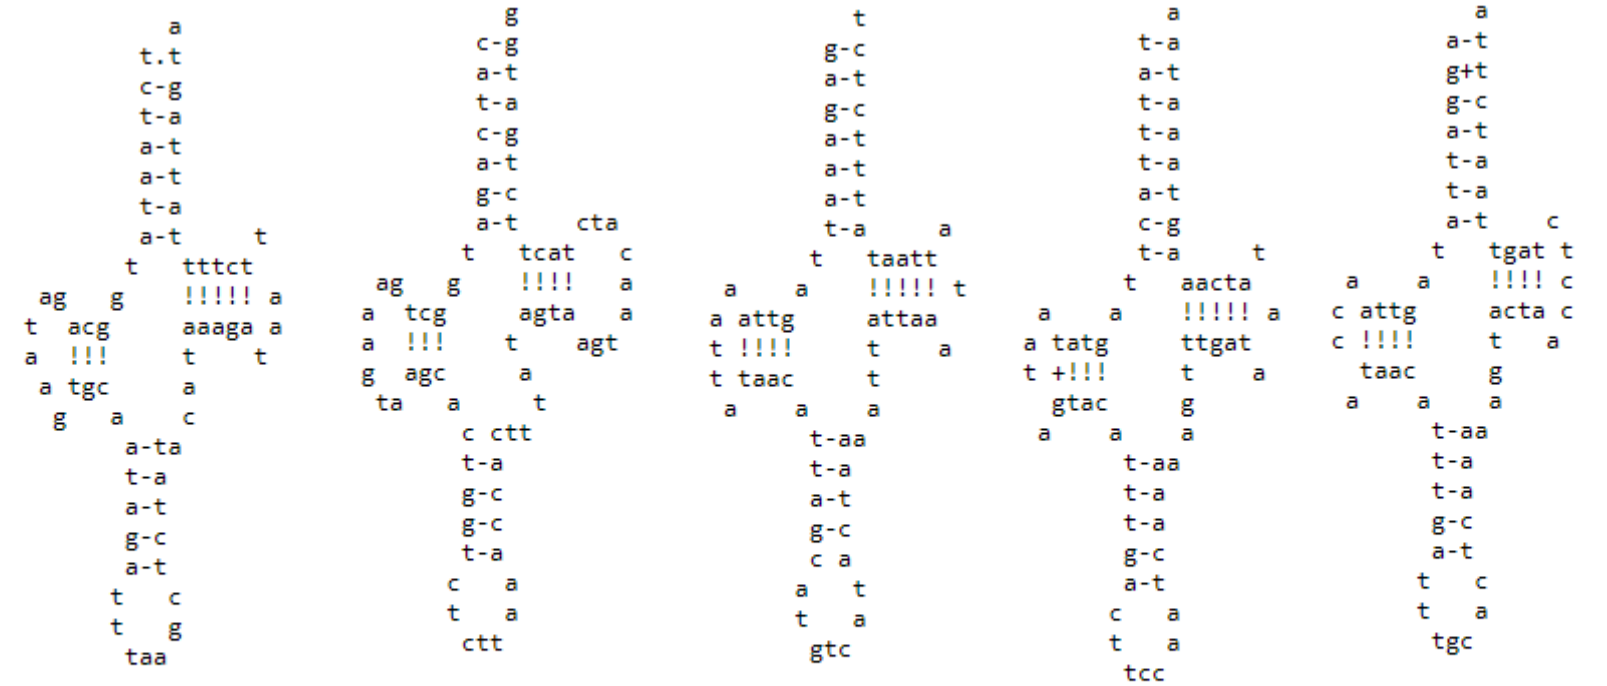 a
t.t
c-g
t-a
a-t
a-t
t-a
a-t t
t tttct
ag g !!!!! a
t acg aaaga a
a !!! t t
a tgc a
g a c
a-ta
t-a
a-t
g-c
a-t
t c
t g
taa
g
c-g
a-t
t-a
c-g
a-t
g-c
a-t cta
t tcat c
ag g !!!! a
a tcg agta a
a !!! t agt
g agc a
ta a t
c ctt
t-a
g-c
g-c
t-a
c a
t a
ctt
t
g-c
a-t
g-c
a-t
a-t
a-t
t-a a
t taatt
a a !!!!! t
a attg attaa
t !!!! t a
t taac t
a a a
t-aa
t-a
a-t
g-c
c a
a t
t a
gtc
a
t-a
a-t
t-a
t-a
t-a
a-t
c-g
t-a t
t aacta
a a !!!!! a
a tatg ttgat
t +!!! t a
gtac g
a a a
t-aa
t-a
t-a
g-c
a-t
c a
t a
tcc
a
a-t
g+t
g-c
a-t
t-a
t-a
a-t c
t tgat t
a a !!!! c
c attg acta c
c !!!! t a
taac g
a a a
t-aa
t-a
t-a
g-c
a-t
t c
t a
tgc